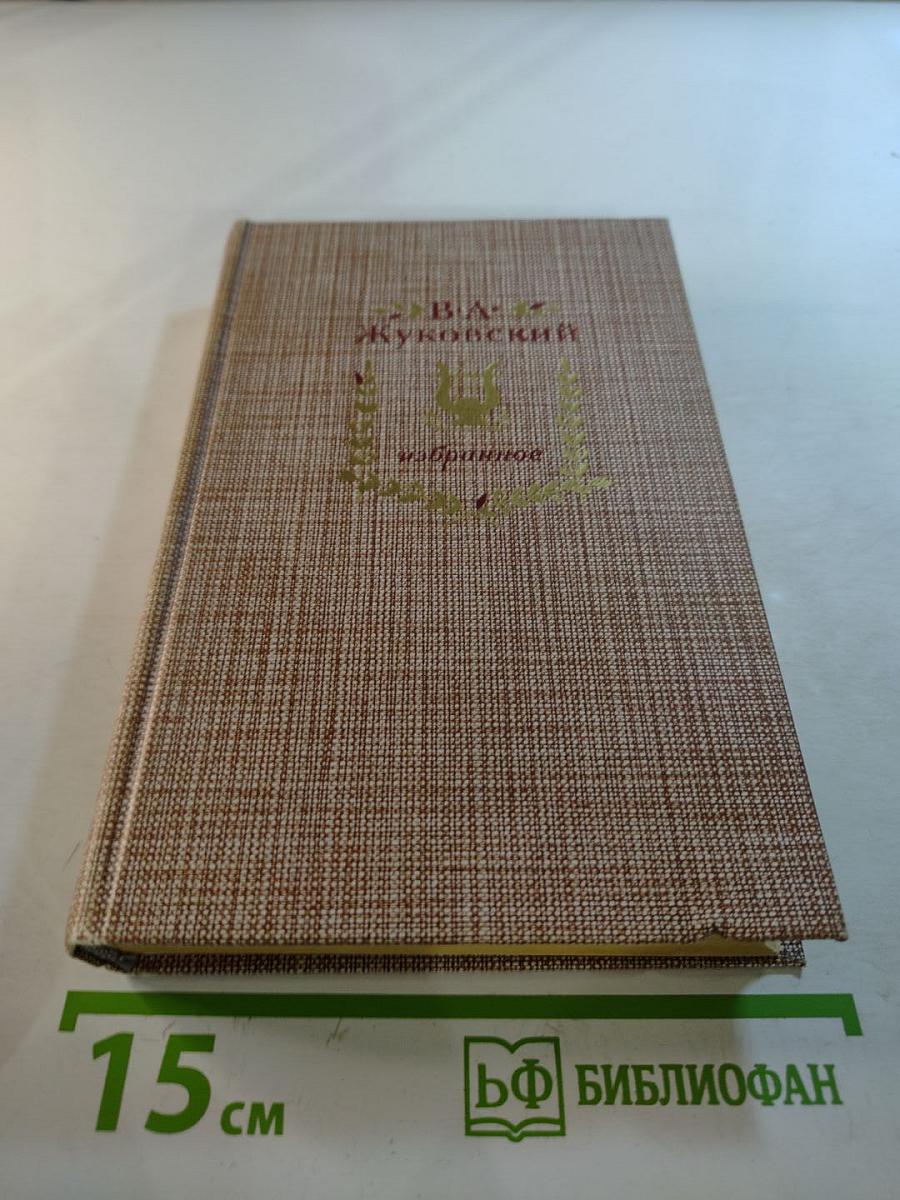 В·А·
Жуковский
избранное
15 см
ЬФ БИБЛИОФАН